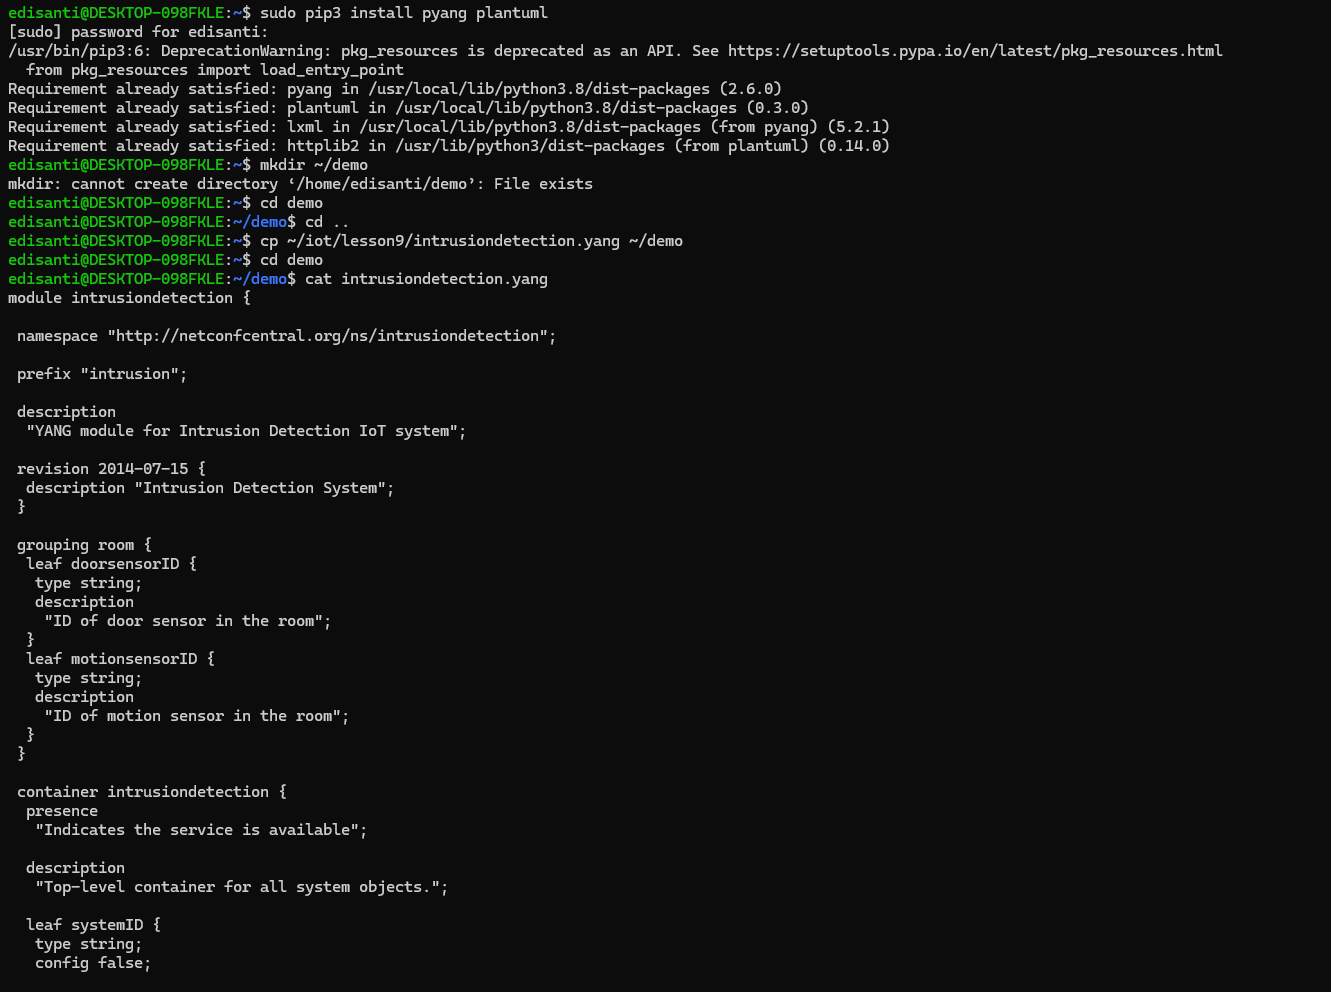 edisanti@DESKTOP-098FKLE:~$ sudo pip3 install pyang plantuml
[sudo] password for edisanti:
/usr/bin/pip3:6: DeprecationWarning: pkg_resources is deprecated as an API. See https://setuptools.pypa.io/en/latest/pkg_resources.html
  from pkg_resources import load_entry_point
Requirement already satisfied: pyang in /usr/local/lib/python3.8/dist-packages (2.6.0)
Requirement already satisfied: plantuml in /usr/local/lib/python3.8/dist-packages (0.3.0)
Requirement already satisfied: lxml in /usr/local/lib/python3.8/dist-packages (from pyang) (5.2.1)
Requirement already satisfied: httplib2 in /usr/lib/python3/dist-packages (from plantuml) (0.14.0)
edisanti@DESKTOP-098FKLE:~$ mkdir ~/demo
mkdir: cannot create directory ‘/home/edisanti/demo’: File exists
edisanti@DESKTOP-098FKLE:~$ cd demo
edisanti@DESKTOP-098FKLE:~/demo$ cd ..
edisanti@DESKTOP-098FKLE:~$ cp ~/iot/lesson9/intrusiondetection.yang ~/demo
edisanti@DESKTOP-098FKLE:~$ cd demo
edisanti@DESKTOP-098FKLE:~/demo$ cat intrusiondetection.yang
module intrusiondetection {
 namespace "http://netconfcentral.org/ns/intrusiondetection";
 prefix "intrusion";
 description
  "YANG module for Intrusion Detection IoT system";
 revision 2014-07-15 {
  description "Intrusion Detection System";
 }
 grouping room {
  leaf doorsensorID {
   type string;
   description
    "ID of door sensor in the room";
  }
  leaf motionsensorID {
   type string;
   description
    "ID of motion sensor in the room";
  }
 }
 container intrusiondetection {
  presence
   "Indicates the service is available";
  description
   "Top-level container for all system objects.";
  leaf systemID {
   type string;
   config false;